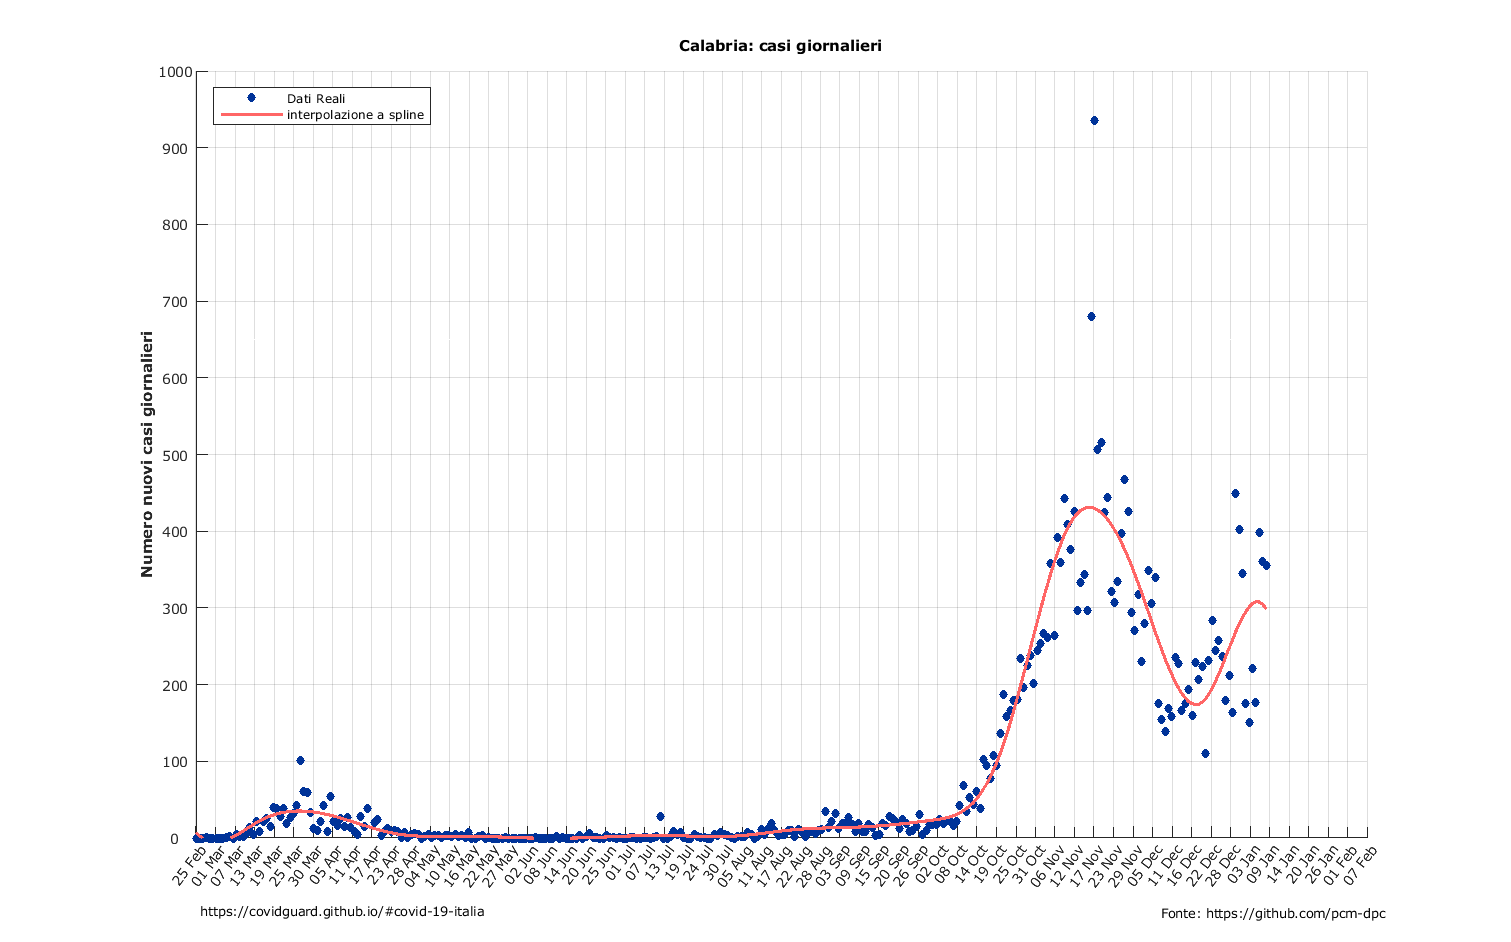 Calabria: casi giornalieri
1000
900
800
700
600
500
400
300
200
100
0
Numero nuovi casi giornalieri
Dati Reali
interpolazione a spline
25 Feb
01 Mar
07 Mar
13 Mar
19 Mar
25 Mar
30 Mar
05 Apr
11 Apr
17 Apr
23 Apr
28 Apr
04 May
10 May
16 May
22 May
27 May
02 Jun
08 Jun
14 Jun
20 Jun
25 Jun
01 Jul
07 Jul
13 Jul
19 Jul
24 Jul
30 Jul
05 Aug
11 Aug
17 Aug
22 Aug
28 Aug
03 Sep
09 Sep
15 Sep
20 Sep
26 Sep
02 Oct
08 Oct
14 Oct
19 Oct
25 Oct
31 Oct
06 Nov
12 Nov
17 Nov
23 Nov
29 Nov
05 Dec
11 Dec
16 Dec
22 Dec
28 Dec
03 Jan
09 Jan
14 Jan
20 Jan
26 Jan
01 Feb
07 Feb
https://covidguard.github.io/#covid-19-italia
Fonte: https://github.com/pcm-dpc